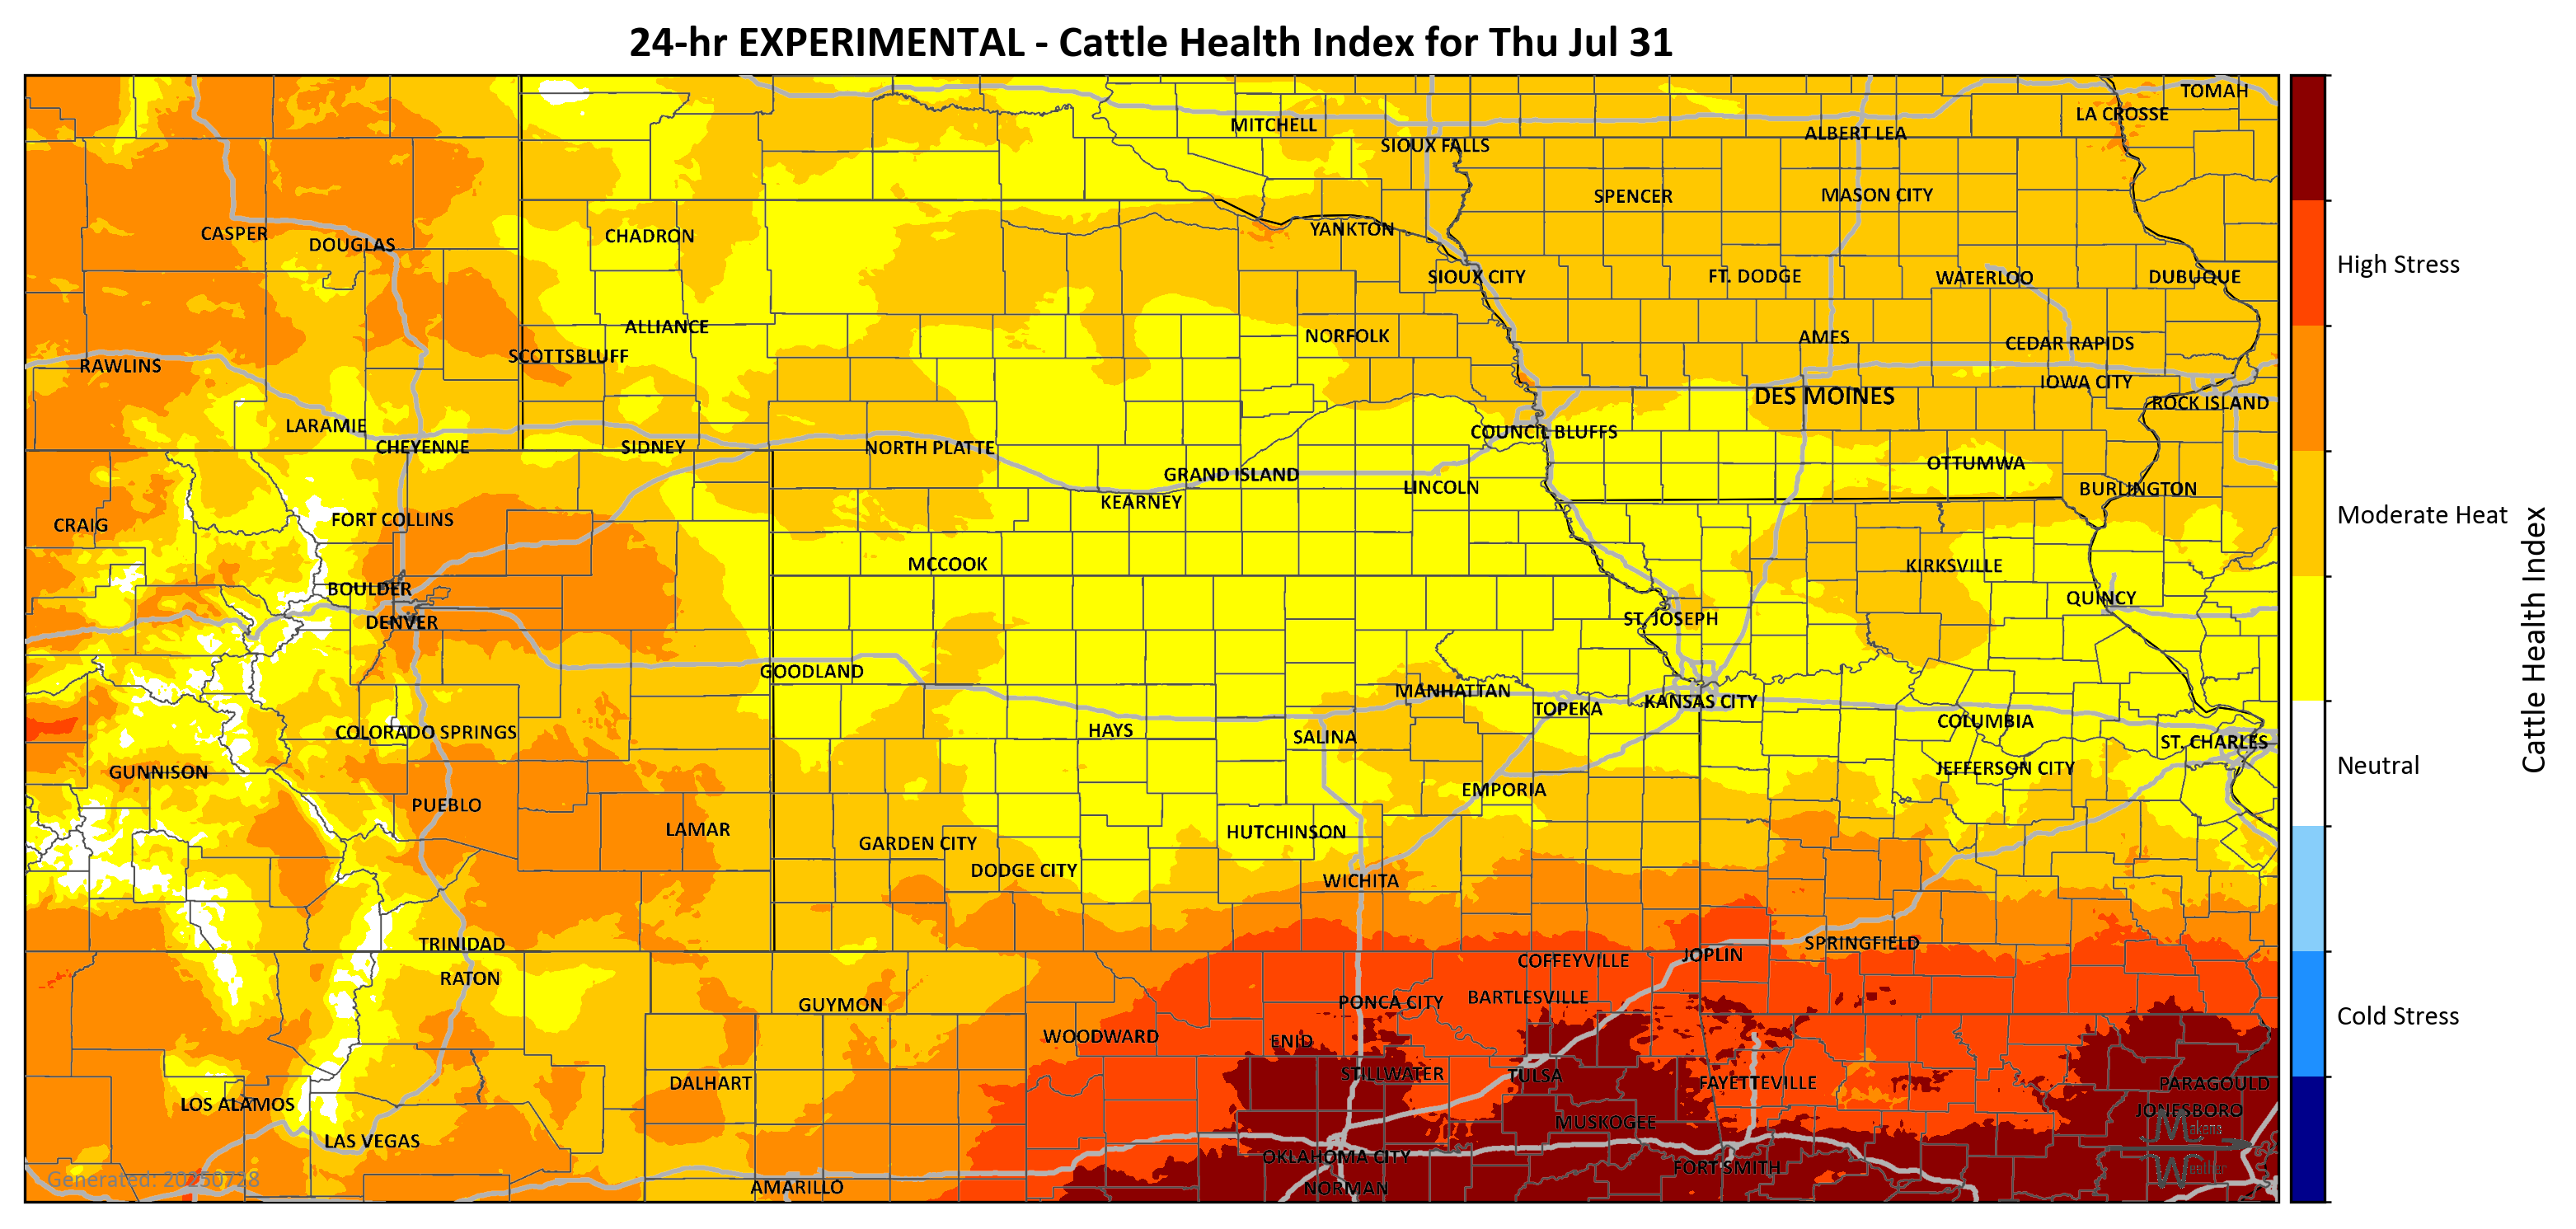 24-hr EXPERIMENTAL - Cattle Health Index for Thu Jul 31
TOMAH
LA CROSSE
MITCHELL
ALBERT LEA
SIOUX FALLS
SPENCER
MASON CITY
CASPER
DOUGLAS
CHADRON
YANKTON
SIOUX CITY
FT. DODGE
WATERLOO
DUBUQUE
ALLIANCE
NORFOLK
AMES
CEDAR RAPIDS
SCOTTSBLUFF
RAWLINS
IOWA CITY
DES MOINES
ROCK ISLAND
LARAMIE
COUNCIL BLUFFS
CHEYENNE
SIDNEY
NORTH PLATTE
OTTUMWA
GRAND ISLAND
LINCOLN
BURLINGTON
KEARNEY
CRAIG
FORT COLLINS
MCCOOK
KIRKSVILLE
BOULDER
QUINCY
DENVER
ST. JOSEPH
GOODLAND
MANHATTAN
KANSAS CITY
TOPEKA
COLUMBIA
COLORADO SPRINGS
HAYS
SALINA
ST. CHARLES
GUNNISON
JEFFERSON CITY
EMPORIA
PUEBLO
LAMAR
HUTCHINSON
GARDEN CITY
DODGE CITY
WICHITA
TRINIDAD
SPRINGFIELD
JOPLIN
COFFEYVILLE
RATON
GUYMON
PONCA CITY
BARTLESVILLE
WOODWARD
ENID
STILLWATER
TULSA
DALHART
FAYETTEVILLE
PARAGOULD
LOS ALAMOS
JONESBORO
MUSKOGEE
LAS VEGAS
OKLAHOMA CITY
FORT SMITH
AMARILLO
NORMAN
Generated: 20250728
Makens
Weather
High Stress
Moderate Heat
Neutral
Cold Stress
Cattle Health Index